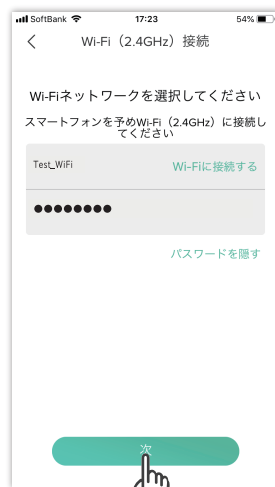 SoftBank 17:23 54%
Wi-Fi（2.4GHz）接続
Wi-Fiネットワークを選択してください
スマートフォンを予めWi-Fi（2.4GHz）に接続し
てください
Test_WiFi Wi-Fiに接続する
●●●●●●●●
パスワードを隠す
次